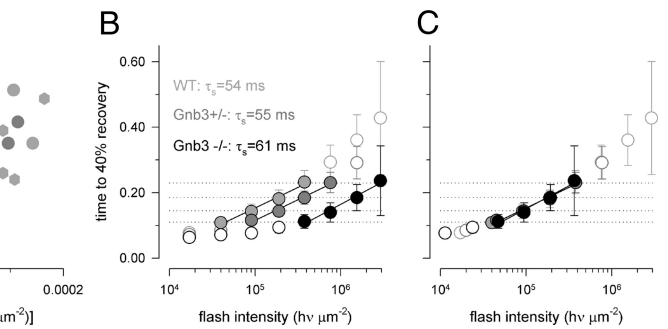 B
C
0.60
0.40
0.20
0.00
time to 40% recovery
WT: τs=54 ms
Gnb3+/-: τs=55 ms
Gnb3 -/-: τs=61 ms
10⁴
10⁵
10⁶
flash intensity (hν μm⁻²)
10⁴
10⁵
10⁶
flash intensity (hν μm⁻²)
0.0002
μm⁻²)]